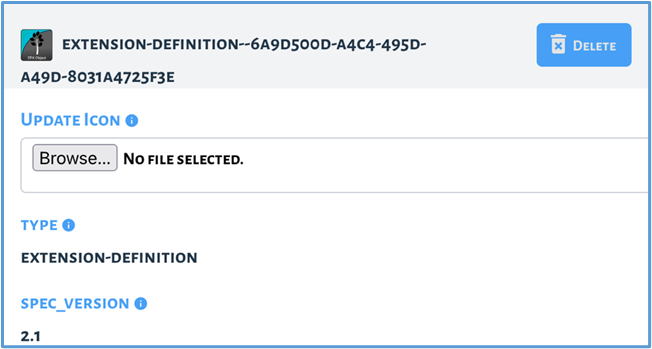 EXTENSION-DEFINITION--6A9D500D-A4C4-495D-
A49D-8031A4725F3E
DELETE
UPDATE ICON
Browse... NO FILE SELECTED.
TYPE
EXTENSION-DEFINITION
SPEC_VERSION
2.1